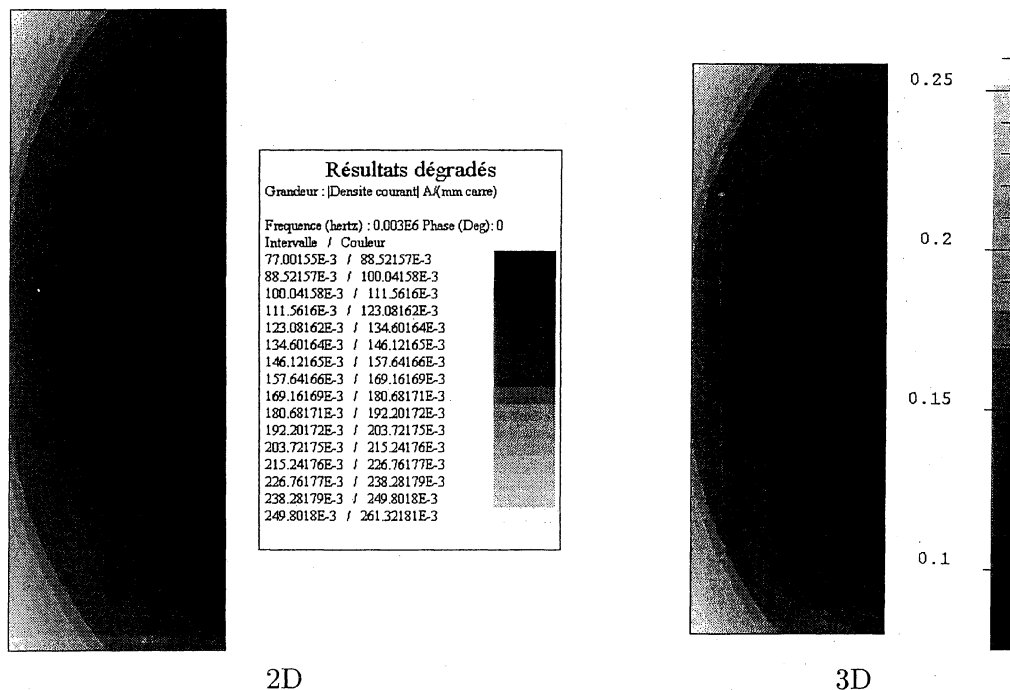 Résultats dégradés
Grandeur : |Densite courant| A/(mm carre)
Frequence (hertz) : 0.003E6 Phase (Deg): 0
Intervalle / Couleur
77.00155E-3 / 88.52157E-3
88.52157E-3 / 100.04158E-3
100.04158E-3 / 111.5616E-3
111.5616E-3 / 123.08162E-3
123.08162E-3 / 134.60164E-3
134.60164E-3 / 146.12165E-3
146.12165E-3 / 157.64166E-3
157.64166E-3 / 169.16169E-3
169.16169E-3 / 180.68171E-3
180.68171E-3 / 192.20172E-3
192.20172E-3 / 203.72175E-3
203.72175E-3 / 215.24176E-3
215.24176E-3 / 226.76177E-3
226.76177E-3 / 238.28179E-3
238.28179E-3 / 249.8018E-3
249.8018E-3 / 261.32181E-3
0.25
0.2
0.15
0.1
2D
3D